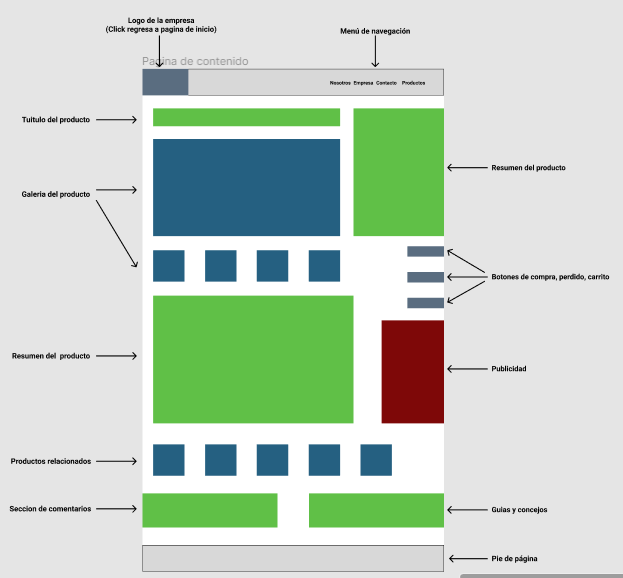 Logo de la empresa
(Click regresa a pagina de inicio)
Menú de navegación
Pagina de contenido
Nosotros Empresa Contacto Productos
Tuitulo del producto
Resumen del producto
Galeria del producto
Botones de compra, perdido, carrito
Resumen del producto
Publicidad
Productos relacionados
Seccion de comentarios
Guias y concejos
Pie de página